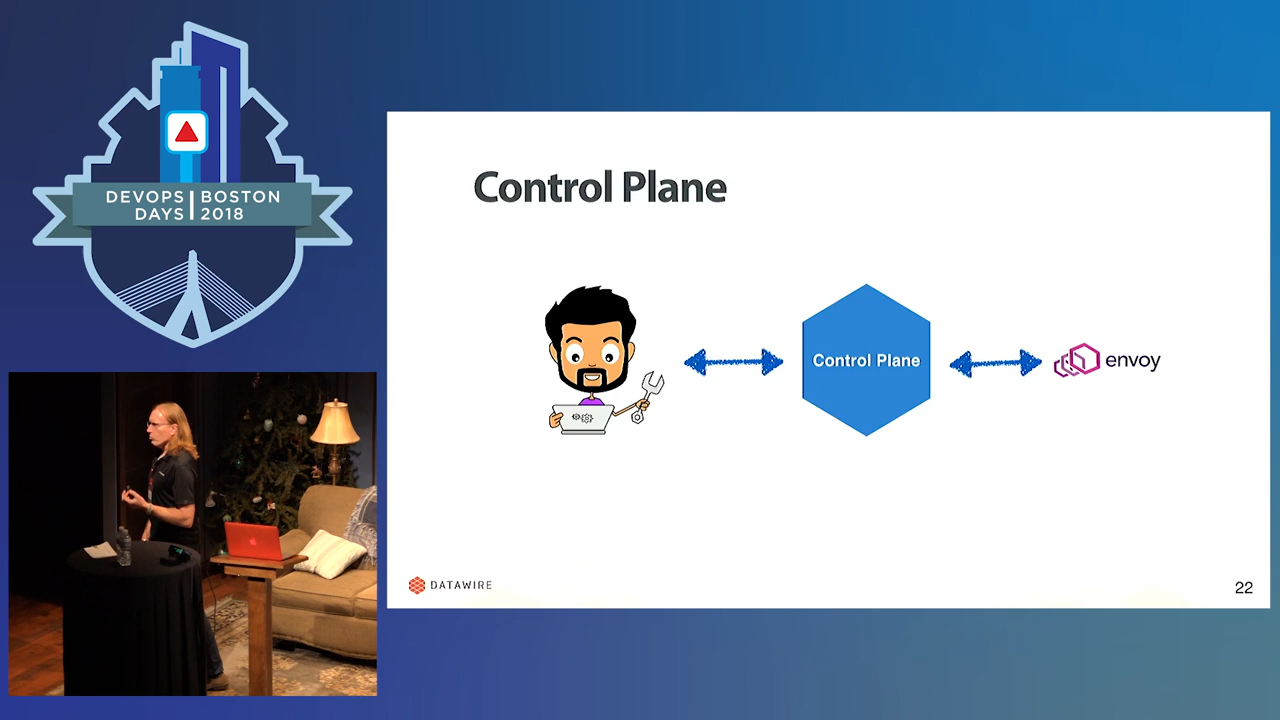 DEVOPS BOSTON
DAYS 2018
Control Plane
Control Plane
envoy
DATAWIRE
22